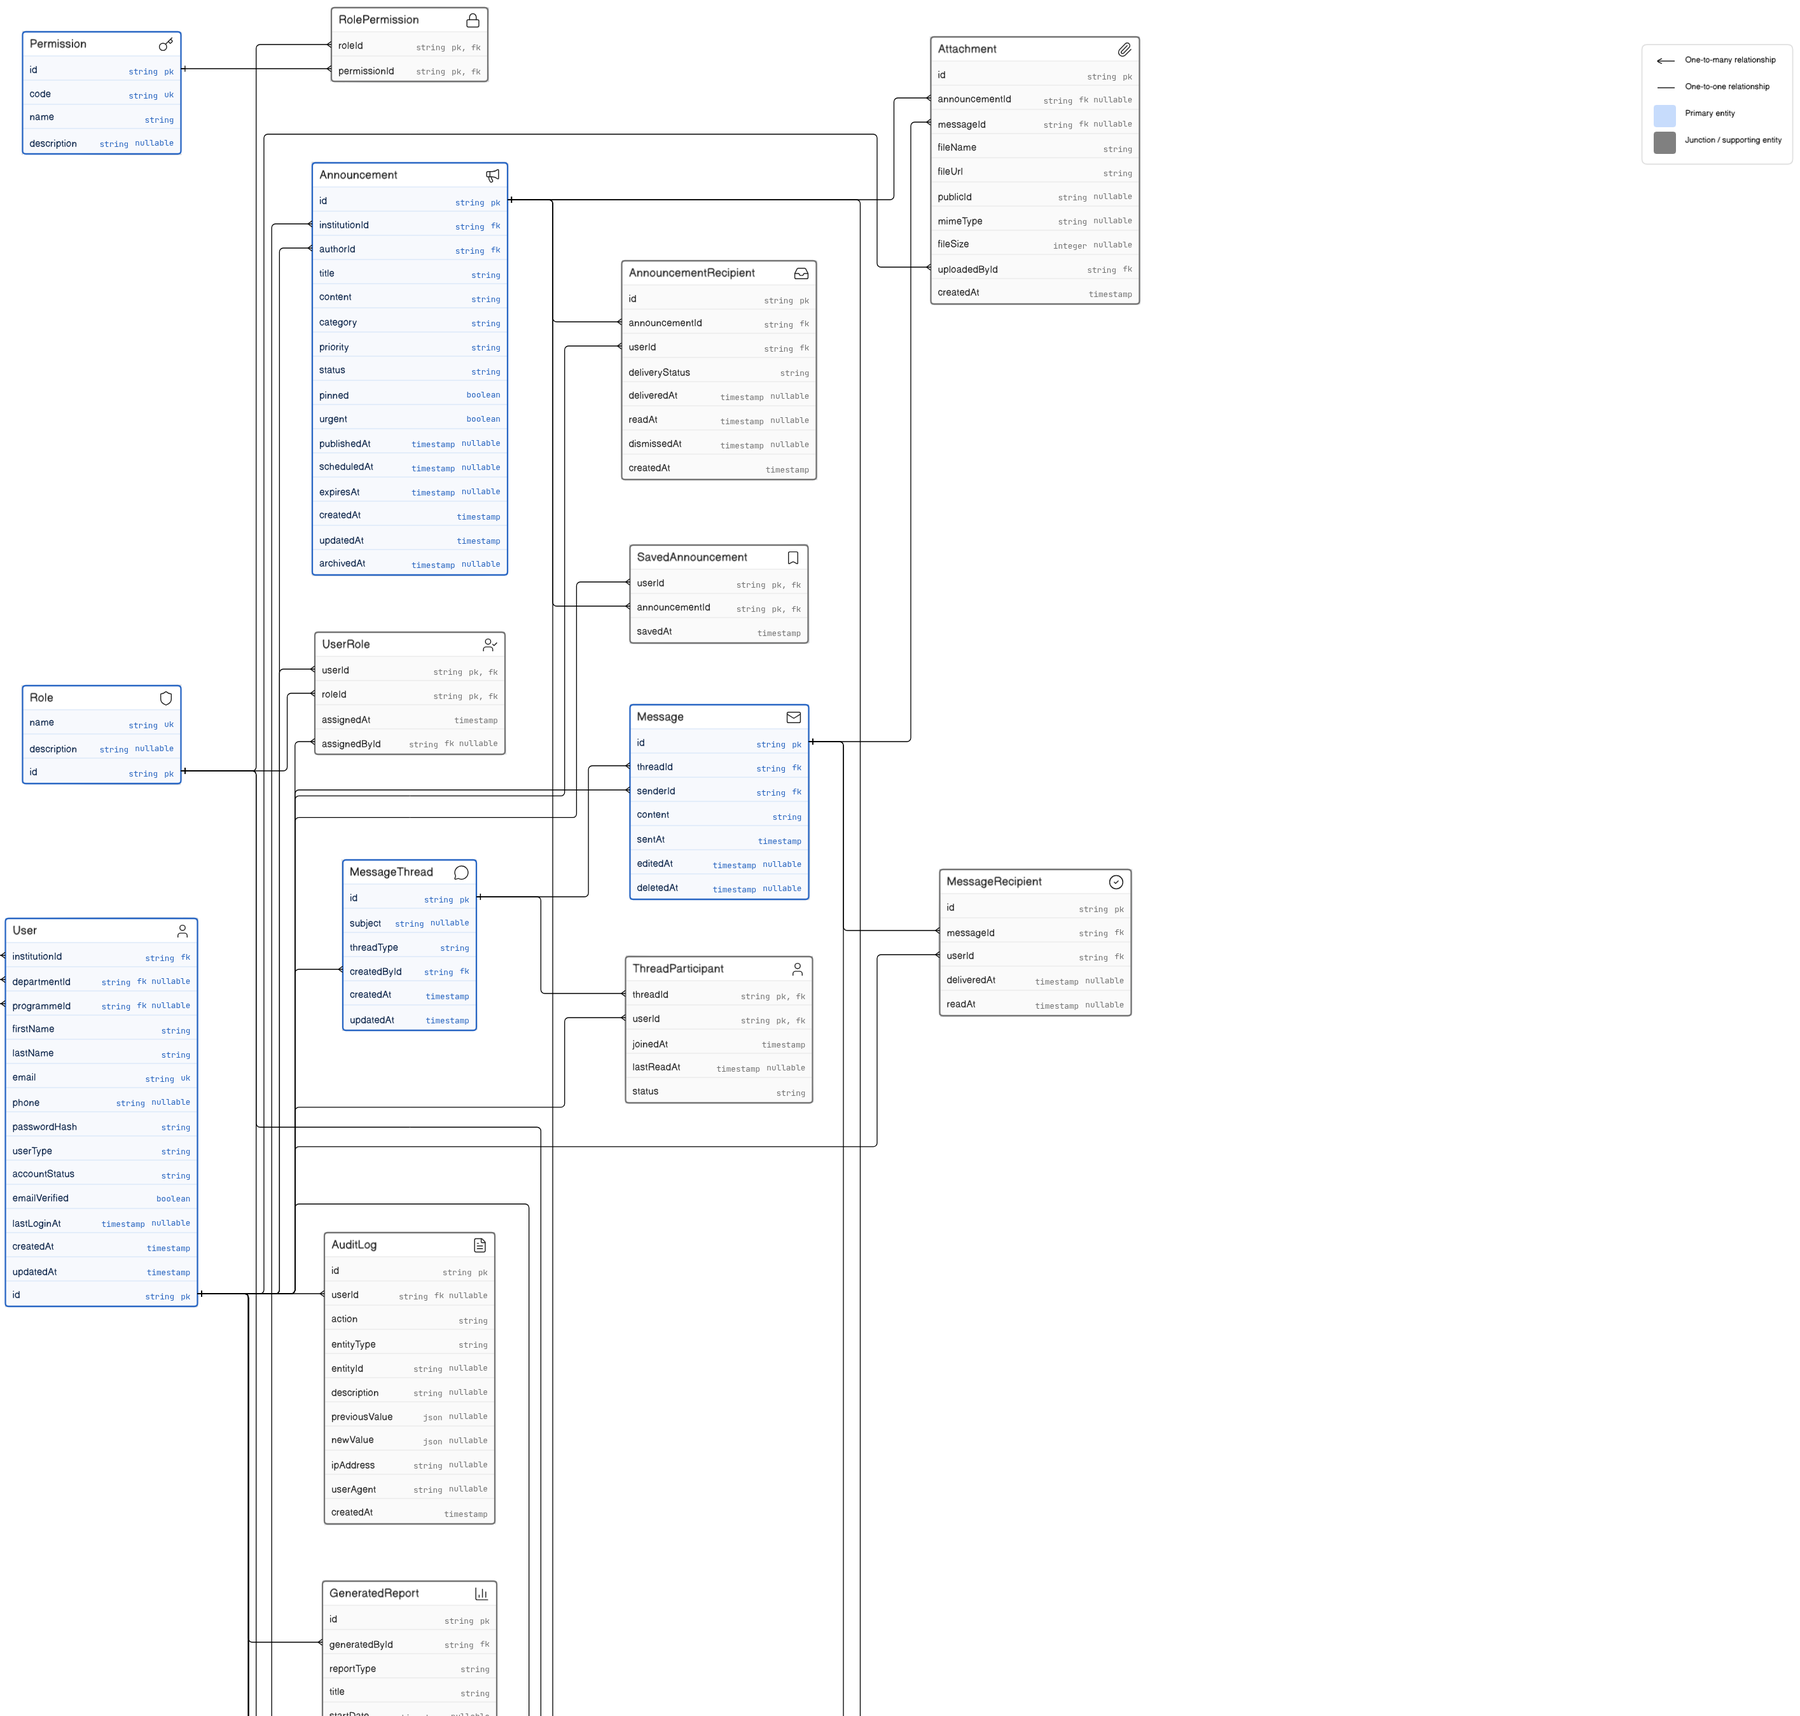 RolePermission
roleId string pk, fk
permissionId string pk, fk
Permission
id string pk
code string uk
name string
description string nullable
Attachment
id string pk
announcementId string fk nullable
messageId string fk nullable
fileName string
fileUrl string
publicId string nullable
mimeType string nullable
fileSize integer nullable
uploadedById string fk
createdAt timestamp
One-to-many relationship
One-to-one relationship
Primary entity
Junction / supporting entity
Announcement
id string pk
institutionId string fk
authorId string fk
title string
content string
category string
priority string
status string
pinned boolean
urgent boolean
publishedAt timestamp nullable
scheduledAt timestamp nullable
expiresAt timestamp nullable
createdAt timestamp
updatedAt timestamp
archivedAt timestamp nullable
AnnouncementRecipient
id string pk
announcementId string fk
userId string fk
deliveryStatus string
deliveredAt timestamp nullable
readAt timestamp nullable
dismissedAt timestamp nullable
createdAt timestamp
SavedAnnouncement
userId string pk, fk
announcementId string pk, fk
savedAt timestamp
UserRole
userId string pk, fk
roleId string pk, fk
assignedAt timestamp
assignedById string fk nullable
Role
name string uk
description string nullable
id string pk
Message
id string pk
threadId string fk
senderId string fk
content string
sentAt timestamp
editedAt timestamp nullable
deletedAt timestamp nullable
MessageThread
id string pk
subject string nullable
threadType string
createdById string fk
createdAt timestamp
updatedAt timestamp
MessageRecipient
id string pk
messageId string fk
userId string fk
deliveredAt timestamp nullable
readAt timestamp nullable
User
institutionId string fk
departmentId string fk nullable
programmeId string fk nullable
firstName string
lastName string
email string uk
phone string nullable
passwordHash string
userType string
accountStatus string
emailVerified boolean
lastLoginAt timestamp nullable
createdAt timestamp
updatedAt timestamp
id string pk
ThreadParticipant
threadId string pk, fk
userId string pk, fk
joinedAt timestamp
lastReadAt timestamp nullable
status string
AuditLog
id string pk
userId string fk nullable
action string
entityType string
entityId string nullable
description string nullable
previousValue json nullable
newValue json nullable
ipAddress string nullable
userAgent string nullable
createdAt timestamp
GeneratedReport
id string pk
generatedById string fk
reportType string
title string
startDate nullable